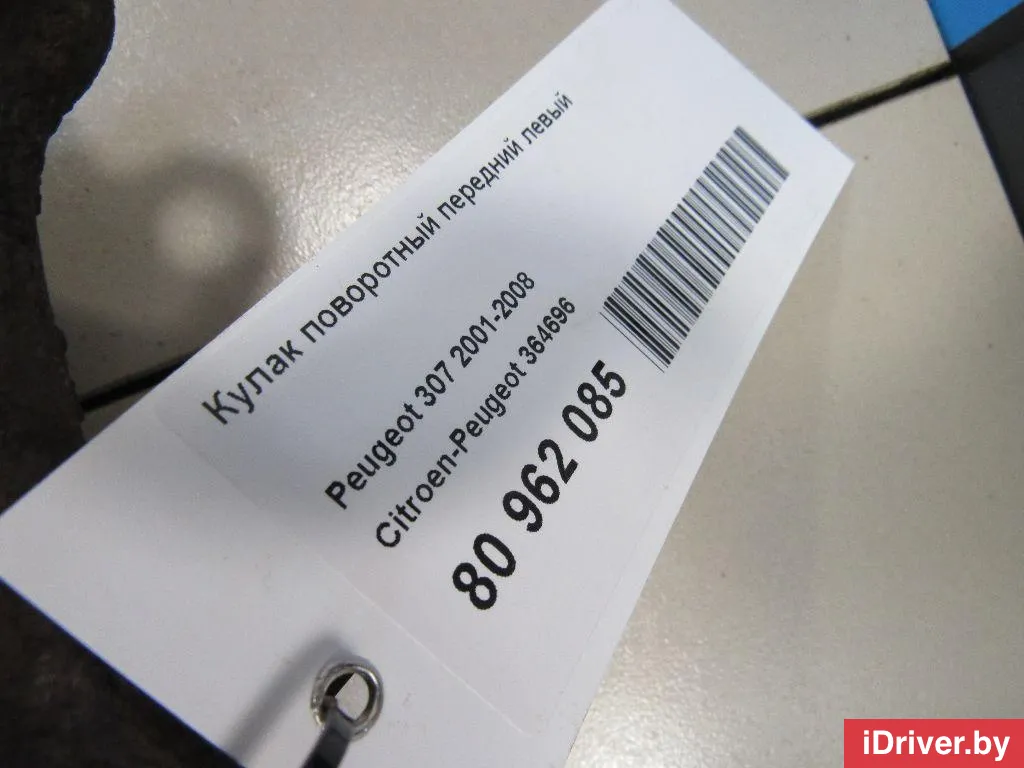 Кулак поворотный передний левый
Peugeot 307 2001-2008
Citroen-Peugeot 364696
80 962 085
iDriver.by